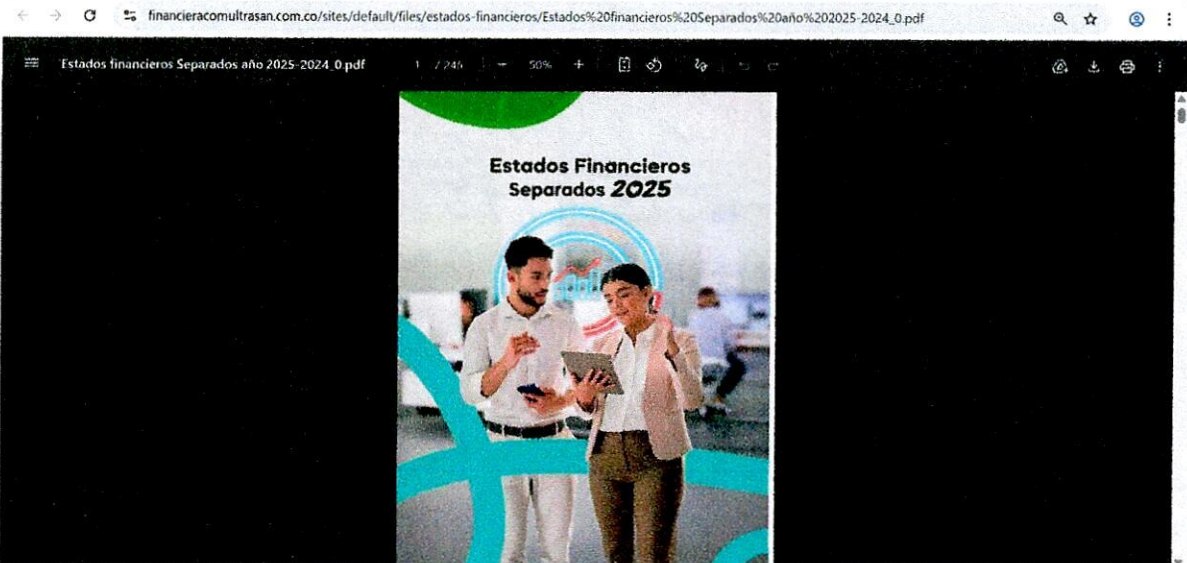 financieracomultrasan.com.co/sites/default/files/estados-financieros/Estados%20financieros%20Separados%20año%202025-2024_0.pdf
Estados financieros Separados año 2025-2024_0.pdf 1 / 246 − 50% +
Estados Financieros
Separados 2025